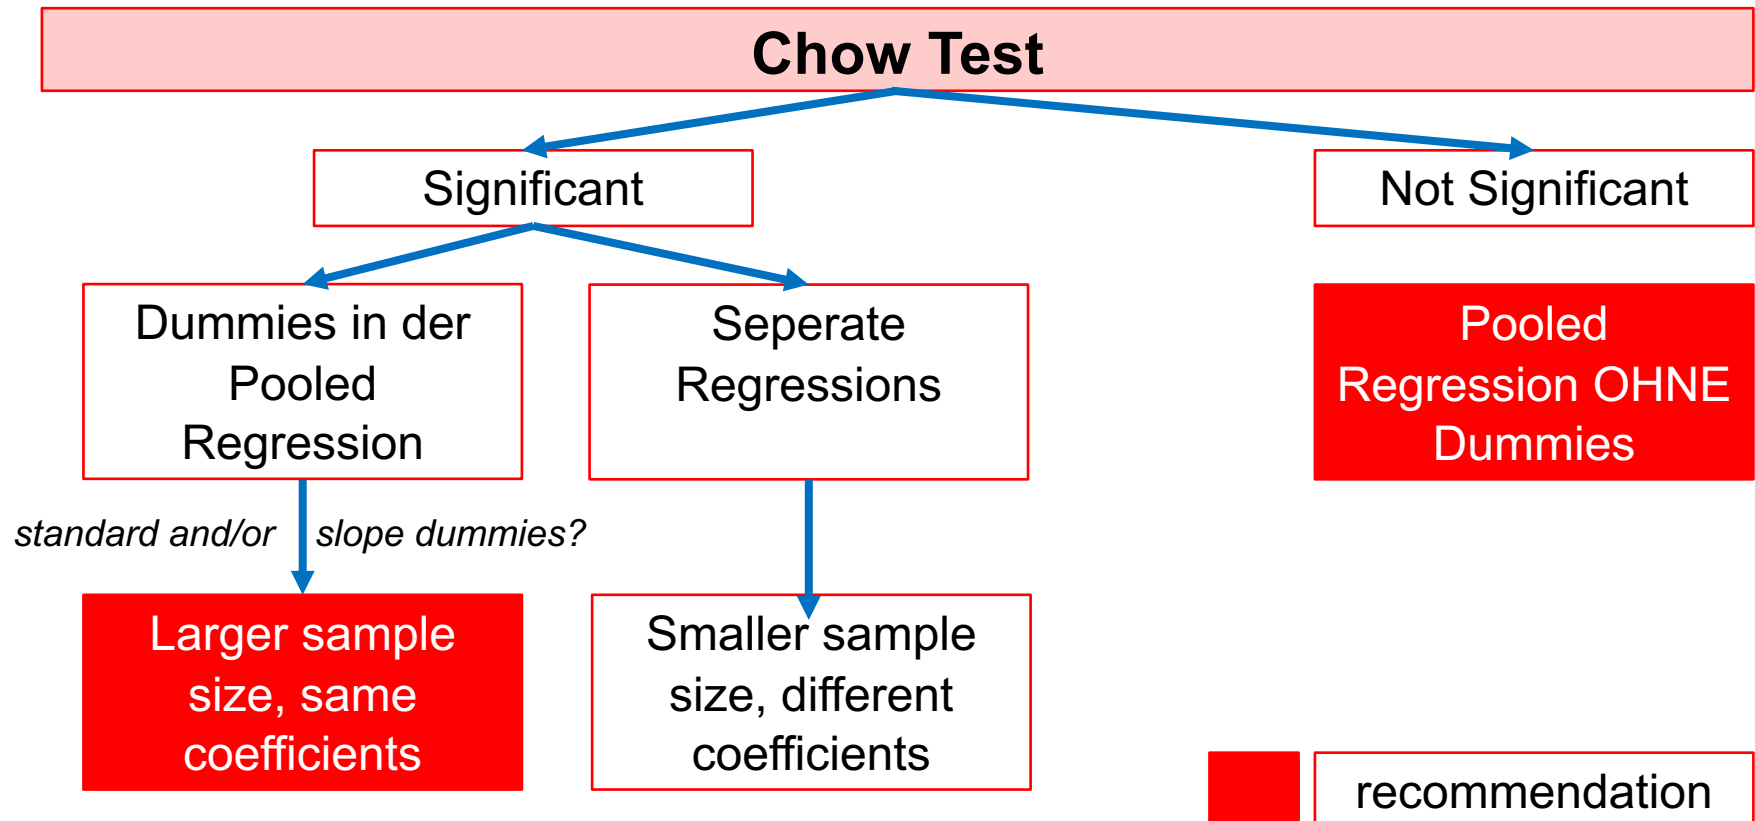 Chow Test
Significant
Not Significant
Dummies in der
Pooled
Regression
Seperate
Regressions
Pooled
Regression OHNE
Dummies
standard and/or
slope dummies?
Larger sample
size, same
coefficients
Smaller sample
size, different
coefficients
recommendation